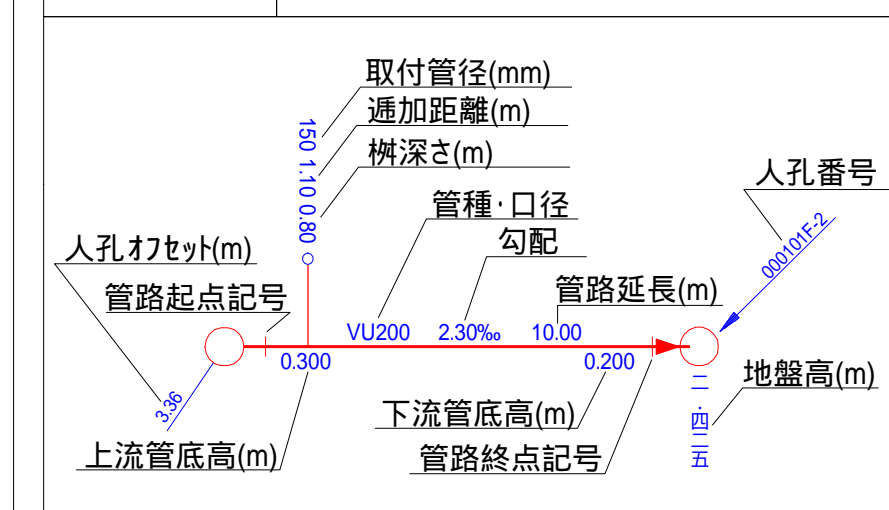 取付管径(mm)
逓加距離(m)
桝深さ(m)
150 1.10 0.80
人孔番号
000101F-2
管種・口径
勾配
人孔ｵﾌｾｯﾄ(m)
管路起点記号
管路延長(m)
VU200 2.30‰ 10.00
0.300 0.200
3.36
二・四二五
地盤高(m)
下流管底高(m)
上流管底高(m)
管路終点記号